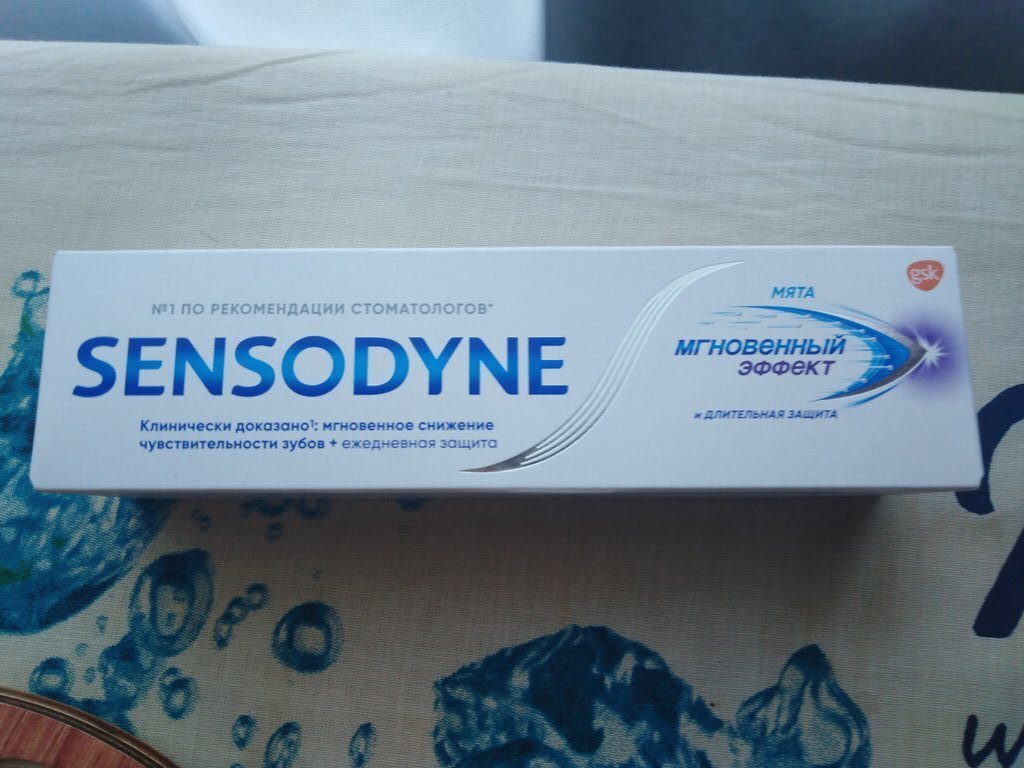 №1 ПО РЕКОМЕНДАЦИИ СТОМАТОЛОГОВ*
SENSODYNE
Клинически доказано¹: мгновенное снижение
чувствительности зубов + ежедневная защита
gsk
МЯТА
МГНОВЕННЫЙ
ЭФФЕКТ
и ДЛИТЕЛЬНАЯ ЗАЩИТА